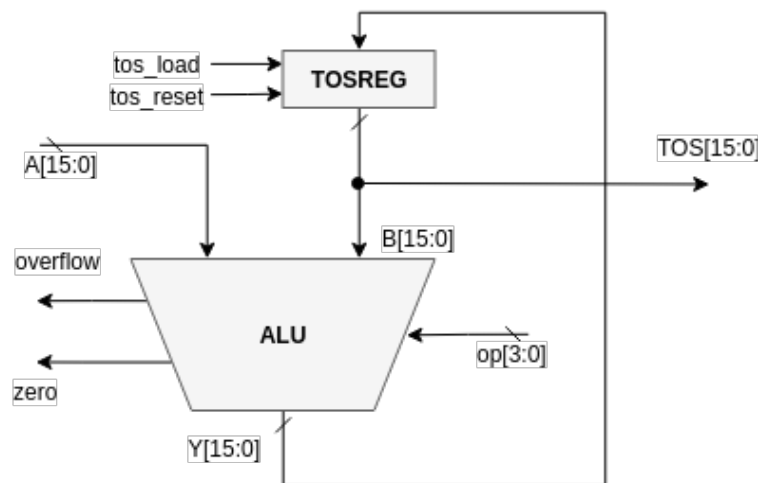 tos_load
TOSREG
tos_reset
TOS[15:0]
A[15:0]
B[15:0]
overflow
ALU
op[3:0]
zero
Y[15:0]